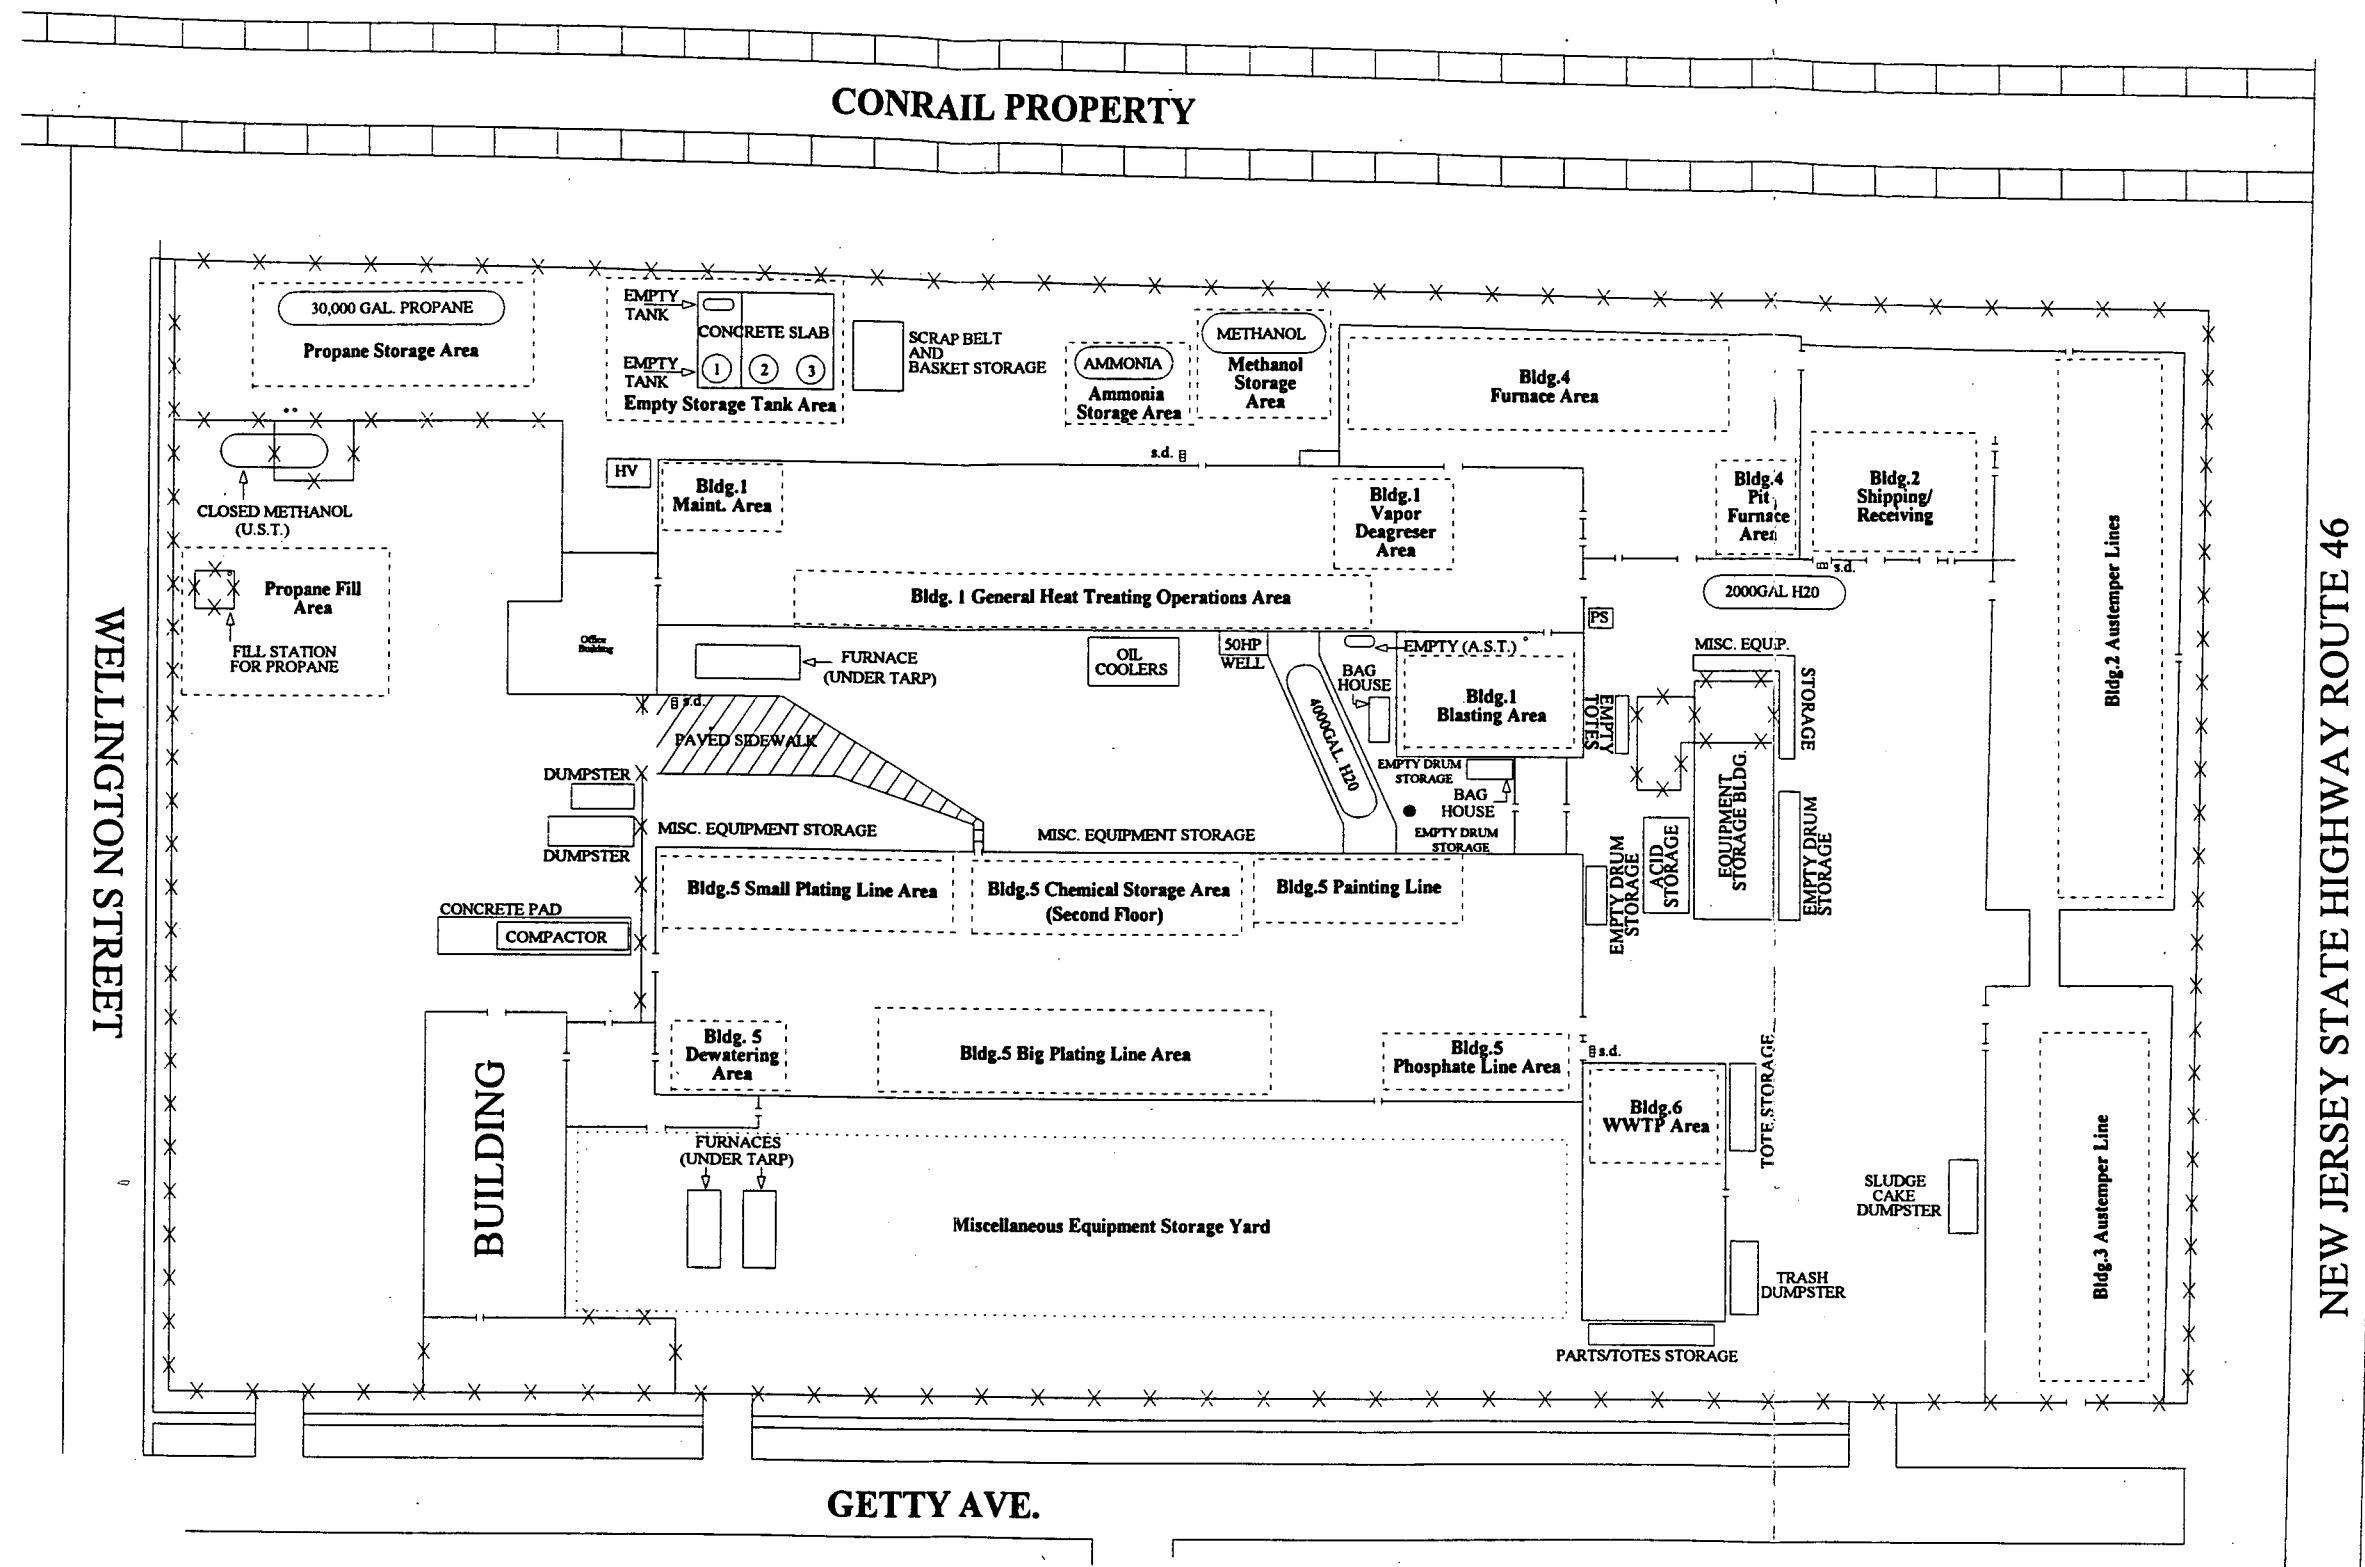 CONRAIL PROPERTY
30,000 GAL. PROPANE
Propane Storage Area
EMPTY
TANK
CONCRETE SLAB
EMPTY
TANK
1
2
3
Empty Storage Tank Area
SCRAP BELT
AND
BASKET STORAGE
AMMONIA
Ammonia
Storage Area
METHANOL
Methanol
Storage
Area
Bldg.4
Furnace Area
CLOSED METHANOL
(U.S.T.)
HV
Bldg.1
Maint. Area
s.d.
Bldg.1
Vapor
Deagreser
Area
Bldg.4
Pit
Furnace
Area
Bldg.2
Shipping/
Receiving
Bldg.2 Austemper Lines
Propane Fill
Area
FILL STATION
FOR PROPANE
Bldg. 1 General Heat Treating Operations Area
s.d.
2000GAL H20
PS
Office
Building
FURNACE
(UNDER TARP)
OIL
COOLERS
50HP
WELL
EMPTY (A.S.T.)
BAG
HOUSE
4000GAL H20
Bldg.1
Blasting Area
EMPTY
TOTES
MISC. EQUIP.
STORAGE
s.d.
PAVED SIDEWALK
DUMPSTER
DUMPSTER
MISC. EQUIPMENT STORAGE
MISC. EQUIPMENT STORAGE
EMPTY DRUM
STORAGE
BAG
HOUSE
EMPTY DRUM
STORAGE
EQUIPMENT
STORAGE BLDG.
ACID
STORAGE
EMPTY DRUM
STORAGE
EMPTY DRUM
STORAGE
Bldg.5 Small Plating Line Area
Bldg.5 Chemical Storage Area
(Second Floor)
Bldg.5 Painting Line
CONCRETE PAD
COMPACTOR
WELLINGTON STREET
NEW JERSEY STATE HIGHWAY ROUTE 46
BUILDING
Bldg. 5
Dewatering
Area
Bldg.5 Big Plating Line Area
Bldg.5
Phosphate Line Area
s.d.
Bldg.6
WWTP Area
TOTE STORAGE
FURNACES
(UNDER TARP)
Miscellaneous Equipment Storage Yard
SLUDGE
CAKE
DUMPSTER
Bldg.3 Austemper Line
TRASH
DUMPSTER
PARTS/TOTES STORAGE
GETTY AVE.